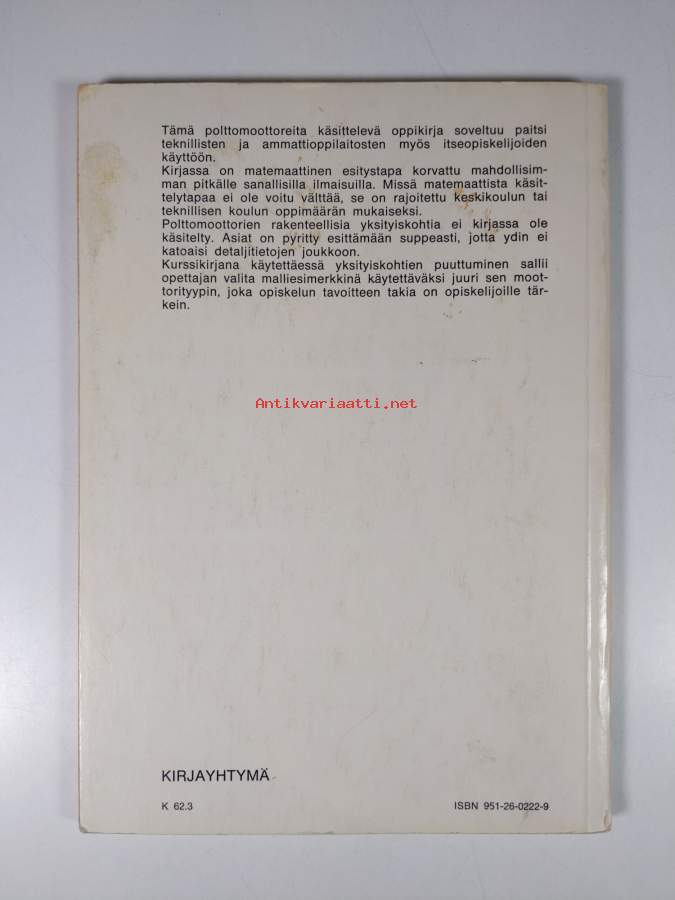 Tämä polttomoottoreita käsittelevä oppikirja soveltuu paitsi
teknillisten ja ammattioppilaitosten myös itseopiskelijoiden
käyttöön.
Kirjassa on matemaattinen esitystapa korvattu mahdollisim-
man pitkälle sanallisilla ilmaisuilla. Missä matemaattista käsit-
telytapaa ei ole voitu välttää, se on rajoitettu keskikoulun tai
teknillisen koulun oppimäärän mukaiseksi.
Polttomoottorien rakenteellisia yksityiskohtia ei kirjassa ole
käsitelty. Asiat on pyritty esittämään suppeasti, jotta ydin ei
katoaisi detaljitietojen joukkoon.
Kurssikirjana käytettäessä yksityiskohtien puuttuminen sallii
opettajan valita malliesimerkkinä käytettäväksi juuri sen moot-
torityypin, joka opiskelun tavoitteen takia on opiskelijoille tär-
kein.
Antikvariaatti.net
KIRJAYHTYMÄ
K 62.3 ISBN 951-26-0222-9